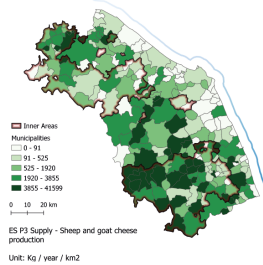 Inner Areas
Municipalities
0 - 91
91 - 525
525 - 1920
1920 - 3855
3855 - 41599
0 10 20 km
ES P3 Supply - Sheep and goat cheese
production
Unit: Kg / year / km2